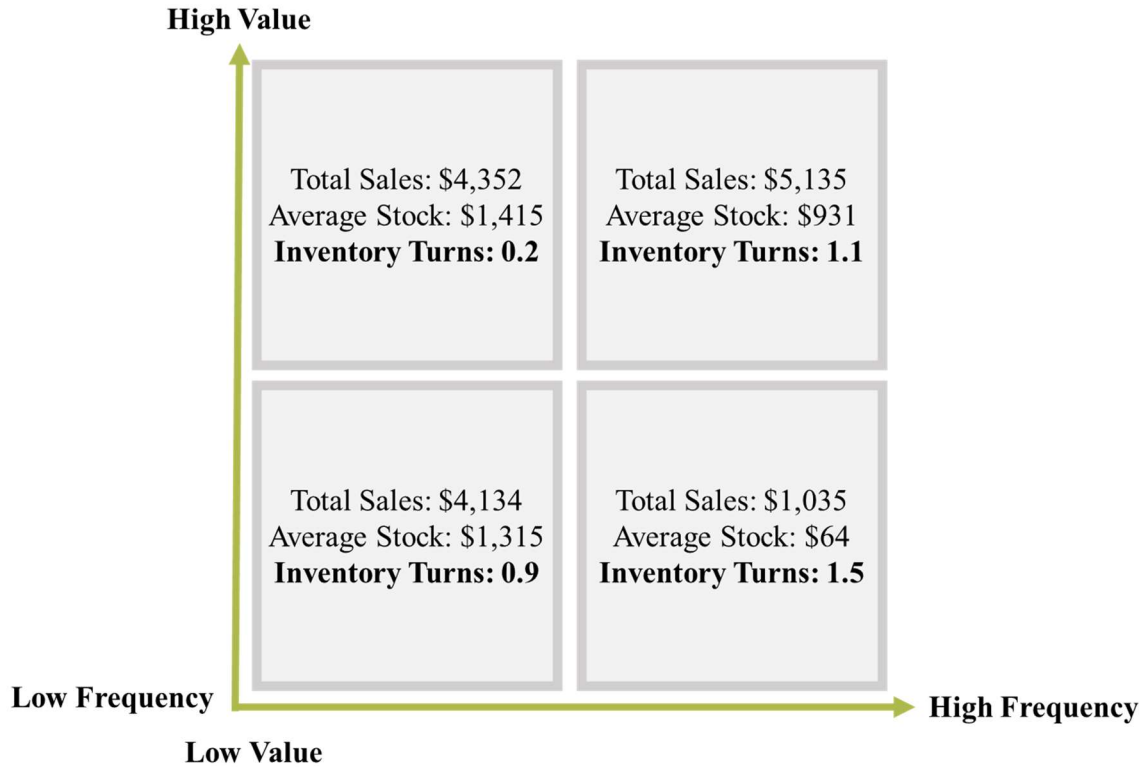 High Value
Total Sales: $4,352
Average Stock: $1,415
Inventory Turns: 0.2
Total Sales: $5,135
Average Stock: $931
Inventory Turns: 1.1
Total Sales: $4,134
Average Stock: $1,315
Inventory Turns: 0.9
Total Sales: $1,035
Average Stock: $64
Inventory Turns: 1.5
Low Frequency
High Frequency
Low Value